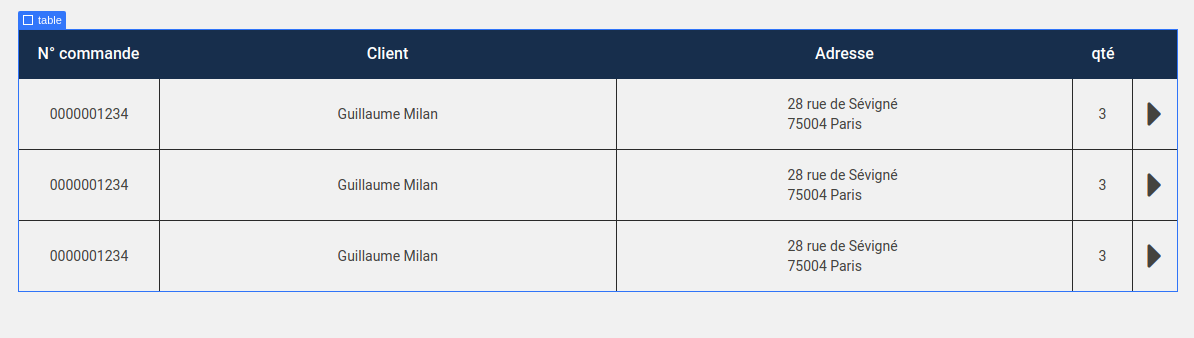 table
N° commande Client Adresse qté
0000001234 Guillaume Milan 28 rue de Sévigné 3
75004 Paris
0000001234 Guillaume Milan 28 rue de Sévigné 3
75004 Paris
0000001234 Guillaume Milan 28 rue de Sévigné 3
75004 Paris